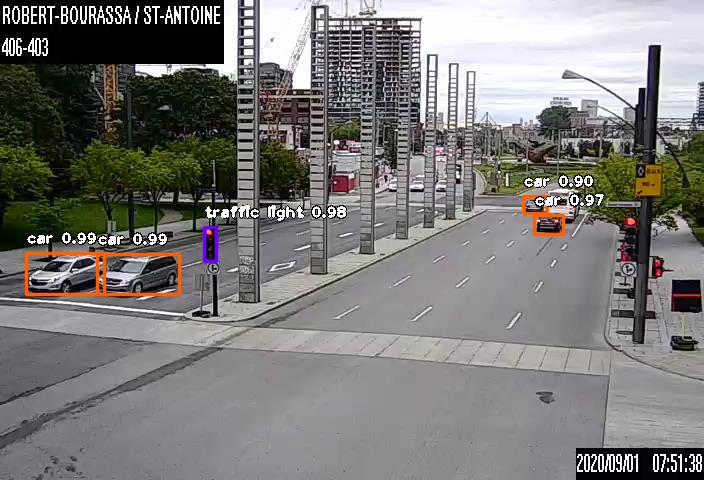 ROBERT-BOURASSA / ST-ANTOINE
406-403
car 0.90
car 0.97
traffic light 0.98
car 0.99
car 0.99
BUS
2020/09/01 07:51:38